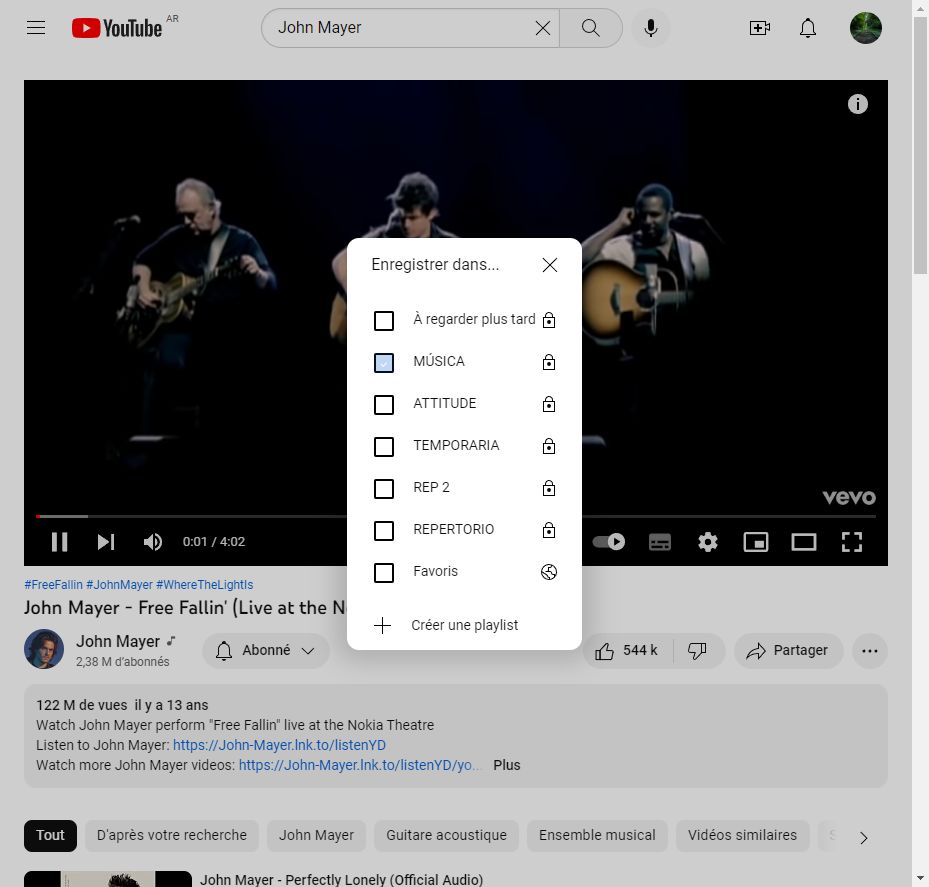 YouTube AR
John Mayer
vevo
0:01 / 4:02
Enregistrer dans...
À regarder plus tard
MÚSICA
ATTITUDE
TEMPORARIA
REP 2
REPERTORIO
Favoris
Créer une playlist
#FreeFallin #JohnMayer #WhereTheLightIs
John Mayer - Free Fallin' (Live at the N
John Mayer
2,38 M d'abonnés
Abonné
544 k
Partager
122 M de vues il y a 13 ans
Watch John Mayer perform "Free Fallin" live at the Nokia Theatre
Listen to John Mayer: https://John-Mayer.lnk.to/listenYD
Watch more John Mayer videos: https://John-Mayer.lnk.to/listenYD/yo... Plus
Tout D'après votre recherche John Mayer Guitare acoustique Ensemble musical Vidéos similaires
John Mayer - Perfectly Lonely (Official Audio)